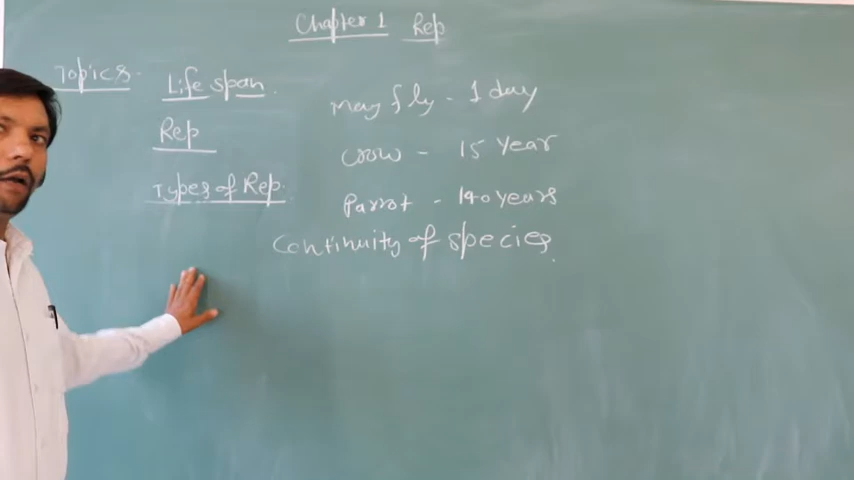 Chapter 1 Rep
Topics. Life span.
may fly - 1 day
Rep
Crow - 15 Year
Types of Rep.
Parrot - 140 years
Continuity of species.